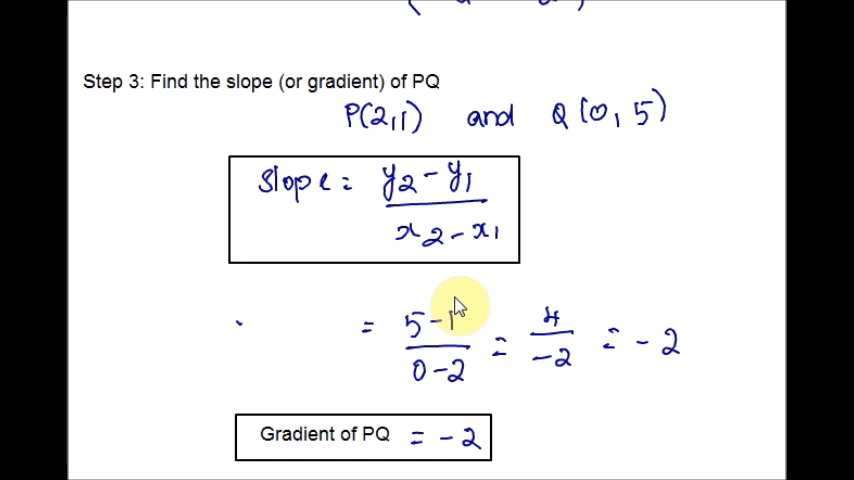 Step 3: Find the slope (or gradient) of PQ
P(2,1) and Q(0, 5)
Slope = y2 - y1
x2 - x1
= 5-1 = 4 = -2
0-2 -2
Gradient of PQ = -2